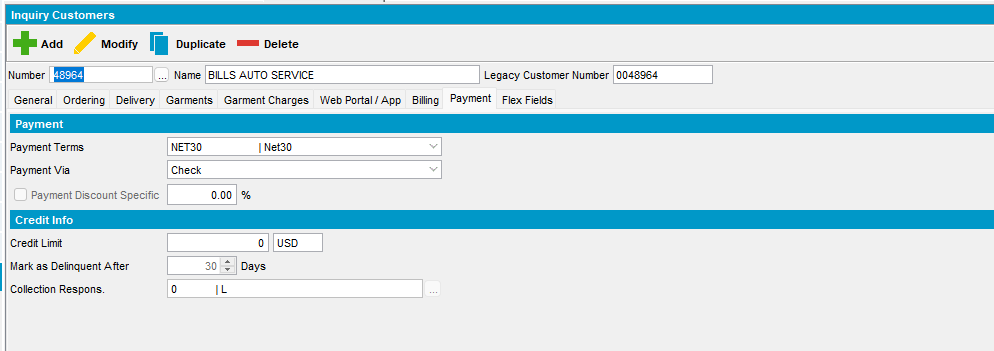 Inquiry Customers
Add Modify Duplicate Delete
Number 48964 ... Name BILLS AUTO SERVICE Legacy Customer Number 0048964
General Ordering Delivery Garments Garment Charges Web Portal / App Billing Payment Flex Fields
Payment
Payment Terms NET30 | Net30
Payment Via Check
Payment Discount Specific 0.00 %
Credit Info
Credit Limit 0 USD
Mark as Delinquent After 30 Days
Collection Respons. 0 | L ...